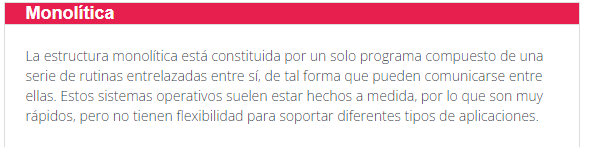 Monolítica
La estructura monolítica está constituida por un solo programa compuesto de una
serie de rutinas entrelazadas entre sí, de tal forma que pueden comunicarse entre
ellas. Estos sistemas operativos suelen estar hechos a medida, por lo que son muy
rápidos, pero no tienen flexibilidad para soportar diferentes tipos de aplicaciones.